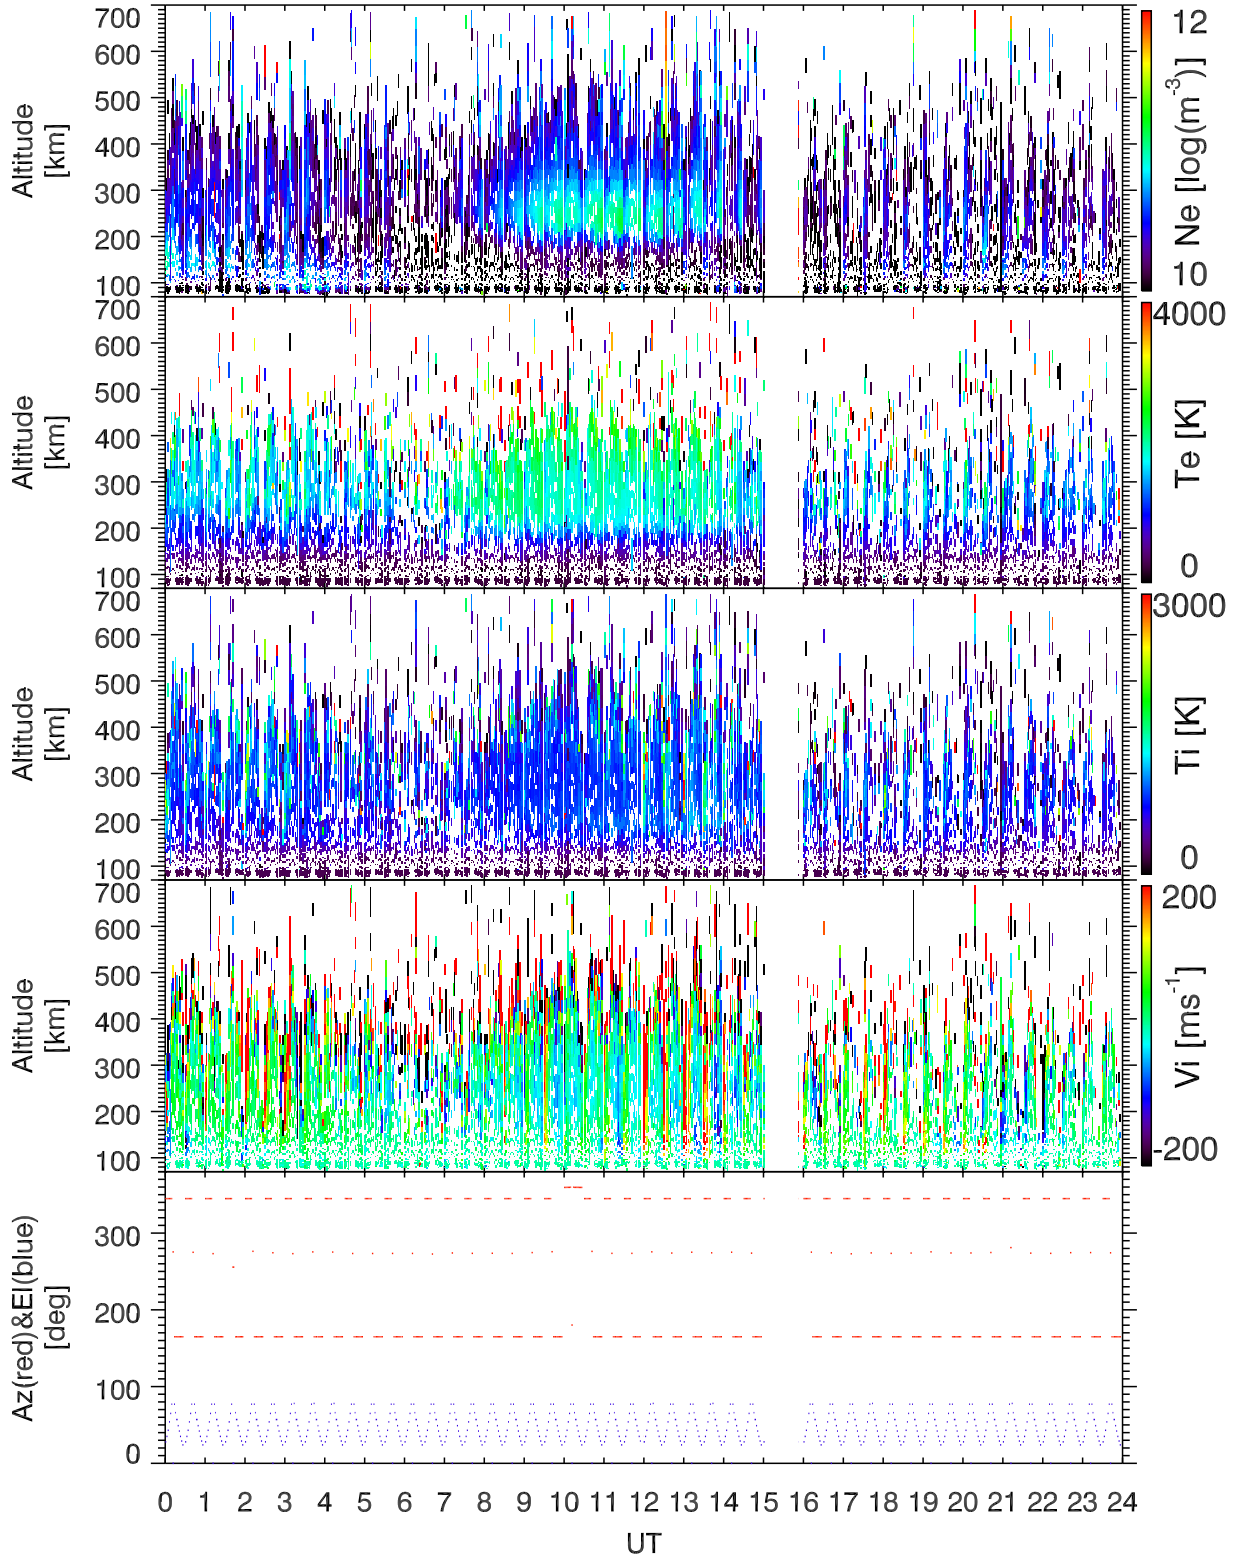 700
600
500
400
300
200
100
Altitude
[km]
12
Ne [log(m⁻³)]
10
700
600
500
400
300
200
100
Altitude
[km]
4000
Te [K]
0
700
600
500
400
300
200
100
Altitude
[km]
3000
Ti [K]
0
700
600
500
400
300
200
100
Altitude
[km]
200
Vi [ms⁻¹]
-200
300
200
100
0
Az(red)&El(blue)
[deg]
0 1 2 3 4 5 6 7 8 9 10 11 12 13 14 15 16 17 18 19 20 21 22 23 24
UT